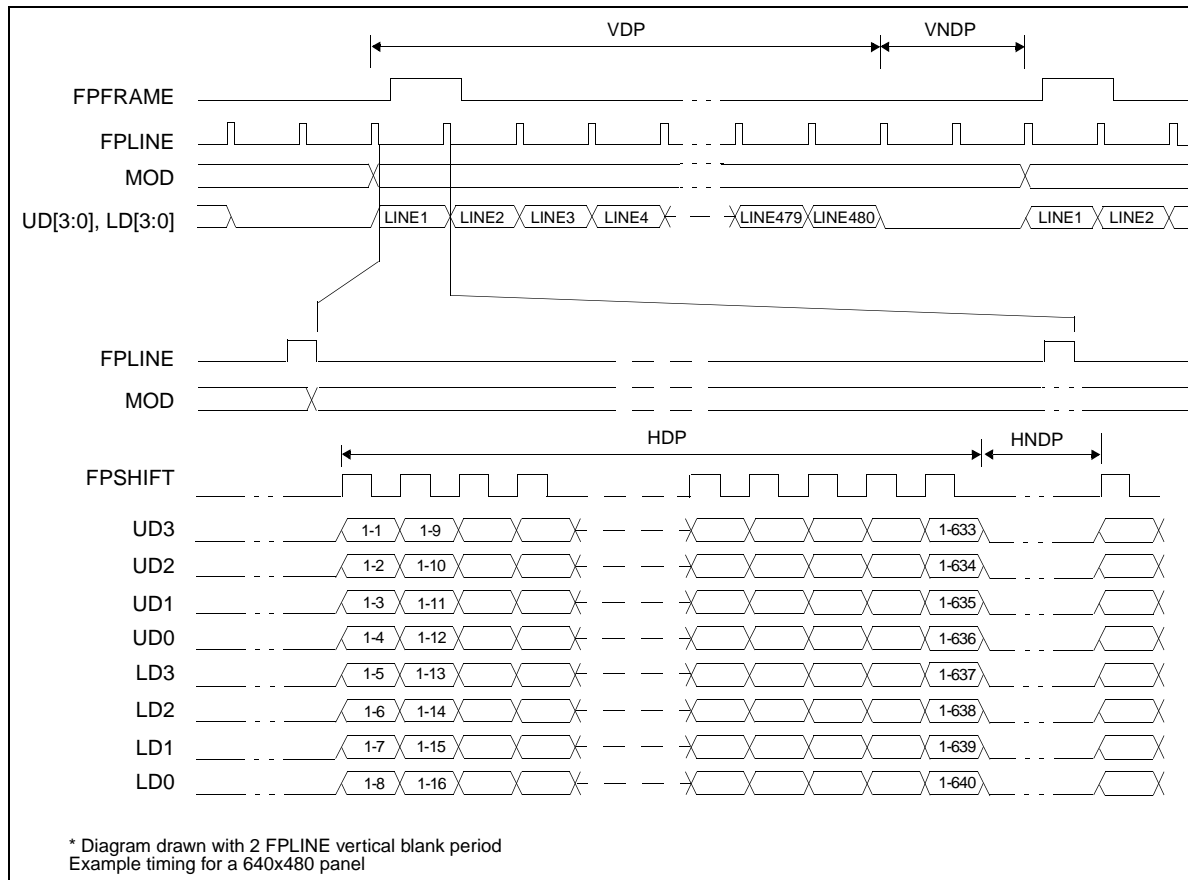 VDP VNDP
FPFRAME
FPLINE
MOD
UD[3:0], LD[3:0] LINE1 LINE2 LINE3 LINE4 LINE479 LINE480 LINE1 LINE2
FPLINE
MOD
HDP HNDP
FPSHIFT
UD3 1-1 1-9 1-633
UD2 1-2 1-10 1-634
UD1 1-3 1-11 1-635
UD0 1-4 1-12 1-636
LD3 1-5 1-13 1-637
LD2 1-6 1-14 1-638
LD1 1-7 1-15 1-639
LD0 1-8 1-16 1-640
* Diagram drawn with 2 FPLINE vertical blank period
Example timing for a 640x480 panel